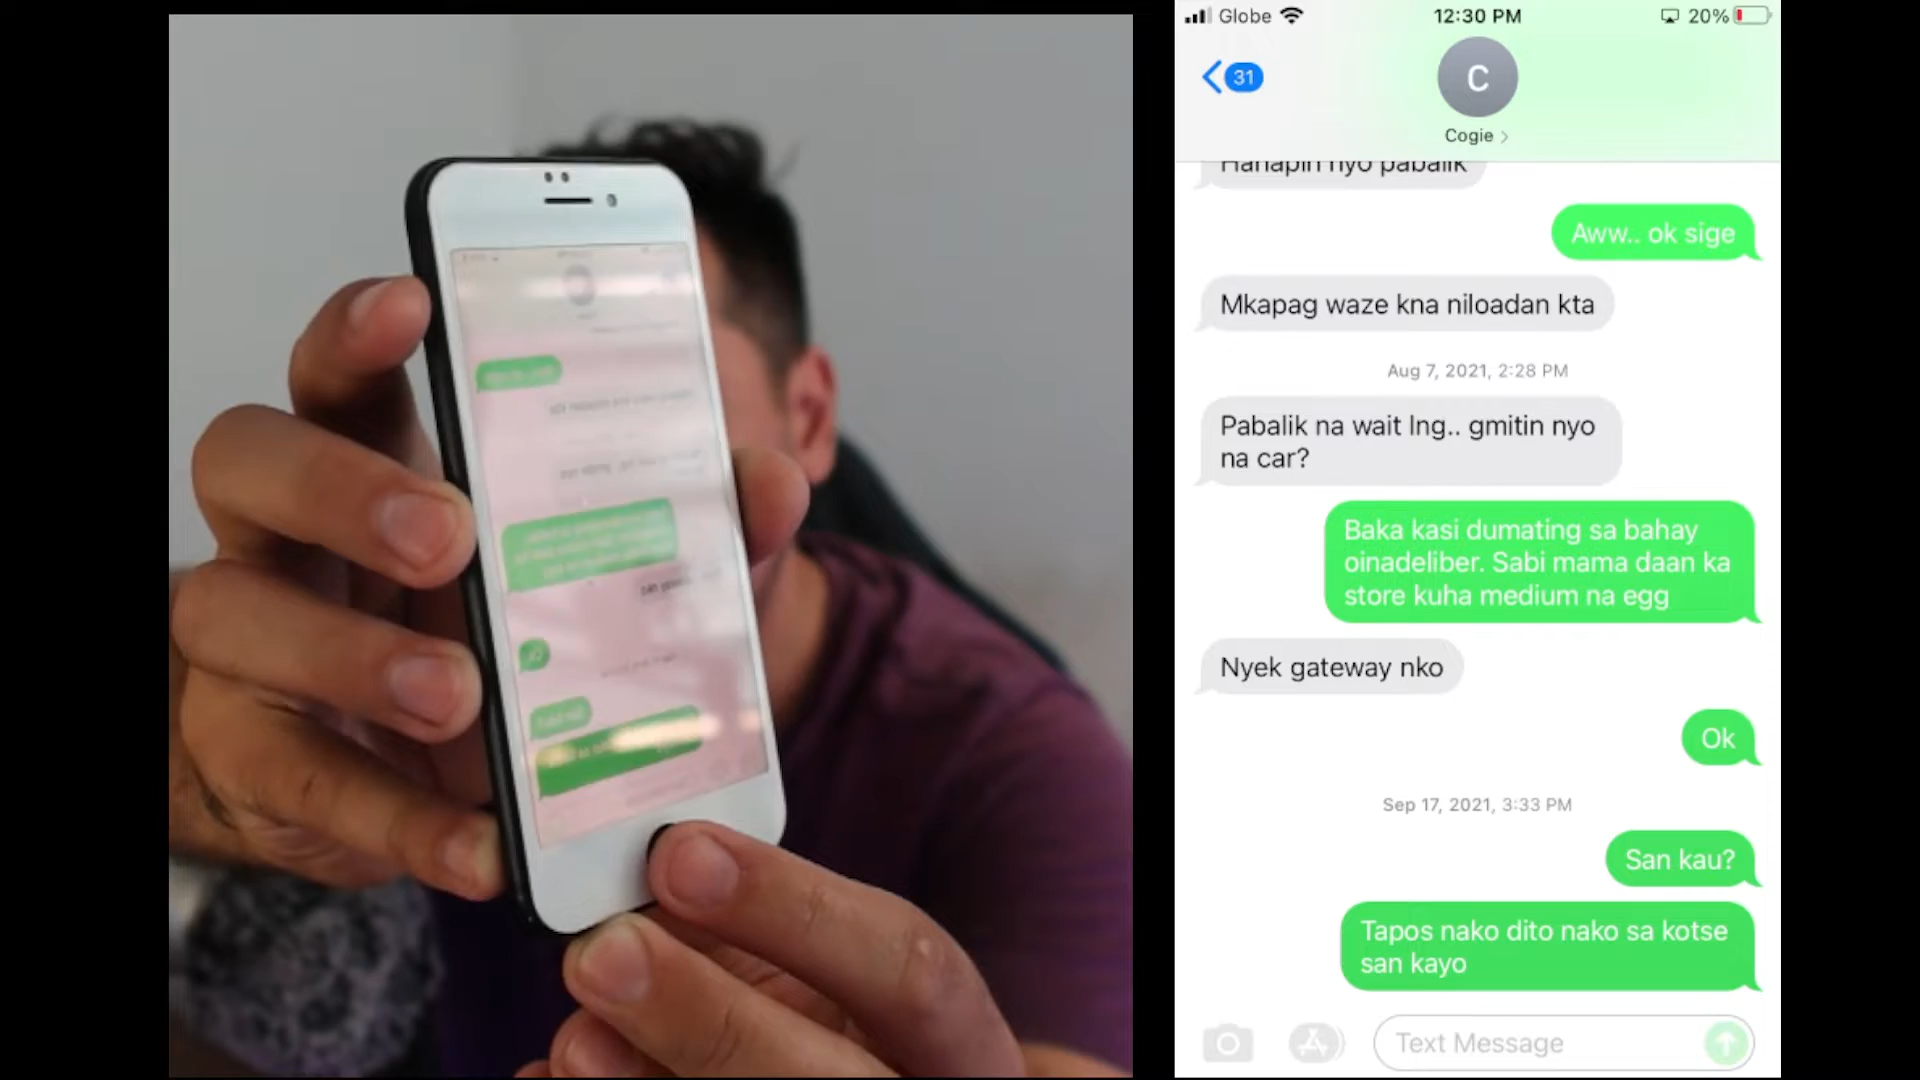 Globe
12:30 PM
20%
31
C
Cogie
Hanapin nyo pabalik
Aww.. ok sige
Mkapag waze kna niloadan kta
Aug 7, 2021, 2:28 PM
Pabalik na wait lng.. gmitin nyo
na car?
Baka kasi dumating sa bahay
oinadeliber. Sabi mama daan ka
store kuha medium na egg
Nyek gateway nko
Ok
Sep 17, 2021, 3:33 PM
San kau?
Tapos nako dito nako sa kotse
san kayo
Text Message